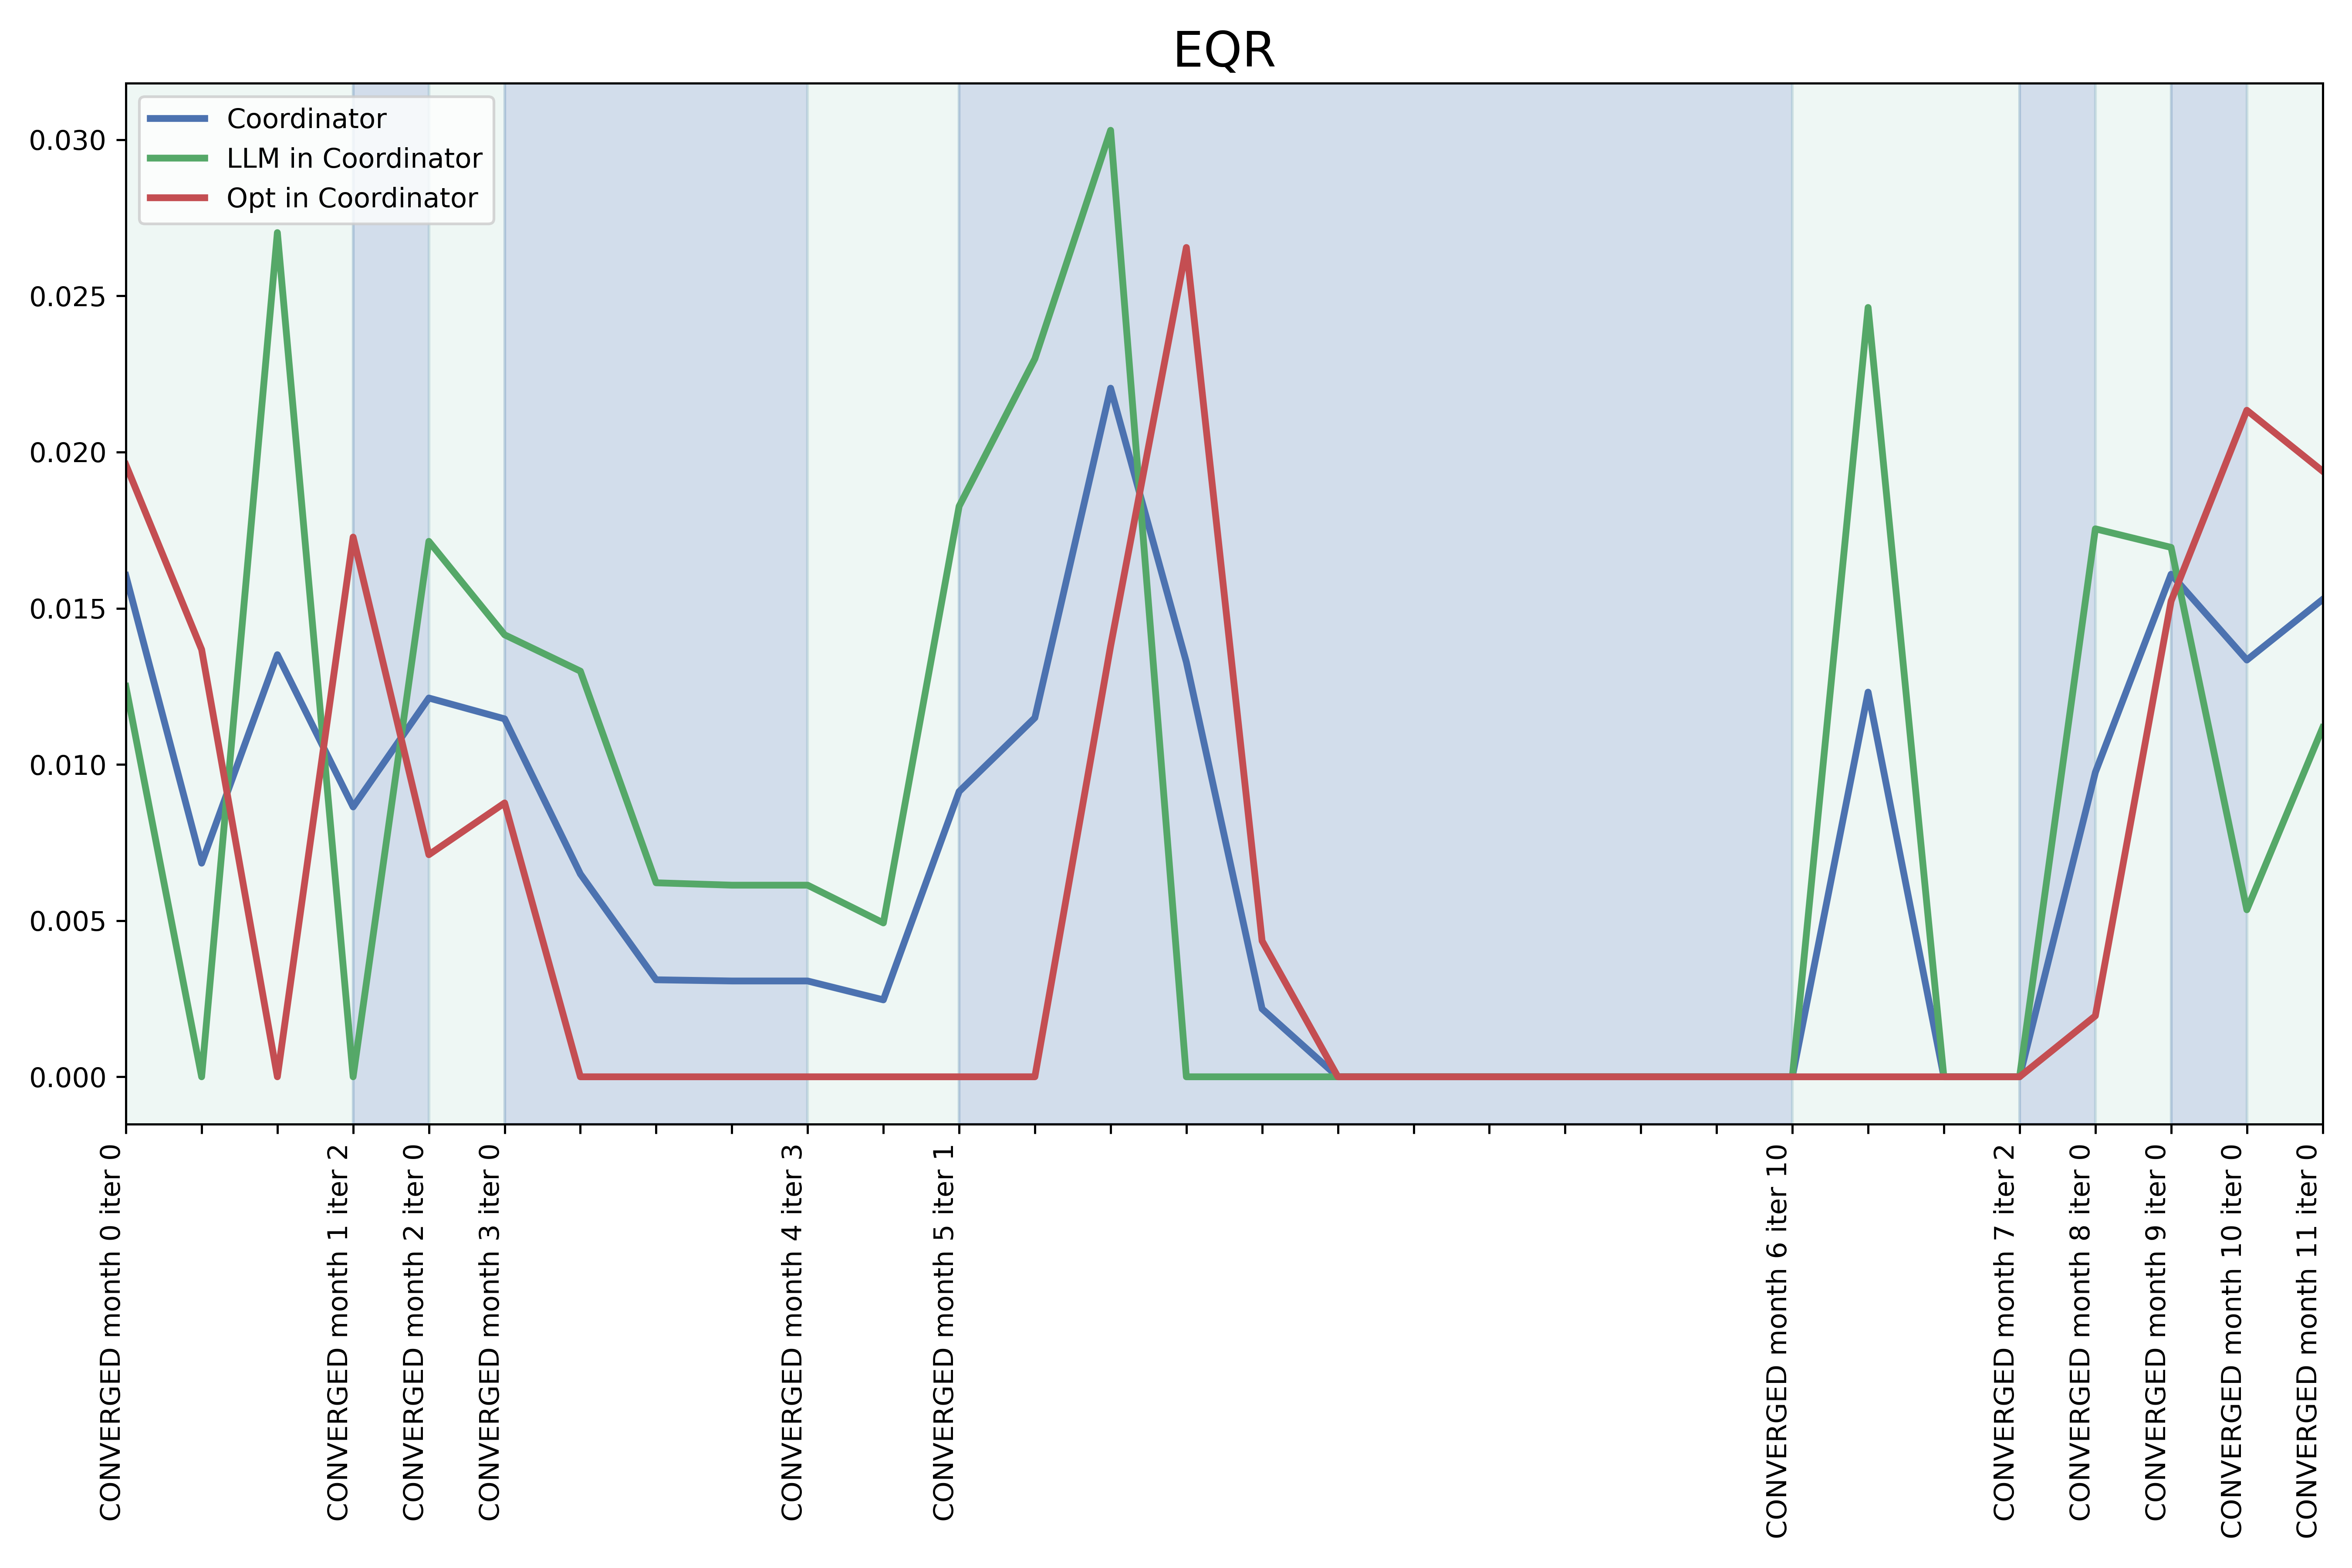 EQR
Coordinator
LLM in Coordinator
Opt in Coordinator
0.030
0.025
0.020
0.015
0.010
0.005
0.000
CONVERGED month 0 iter 0
CONVERGED month 1 iter 2
CONVERGED month 2 iter 0
CONVERGED month 3 iter 0
CONVERGED month 4 iter 3
CONVERGED month 5 iter 1
CONVERGED month 6 iter 10
CONVERGED month 7 iter 2
CONVERGED month 8 iter 0
CONVERGED month 9 iter 0
CONVERGED month 10 iter 0
CONVERGED month 11 iter 0